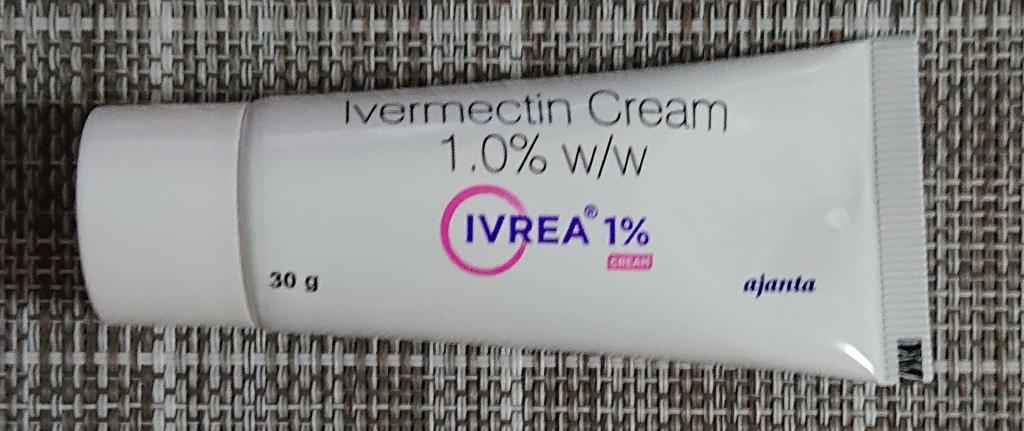 Ivermectin Cream
1.0% w/w
IVREA® 1%
CREAM
30 g
ajanta